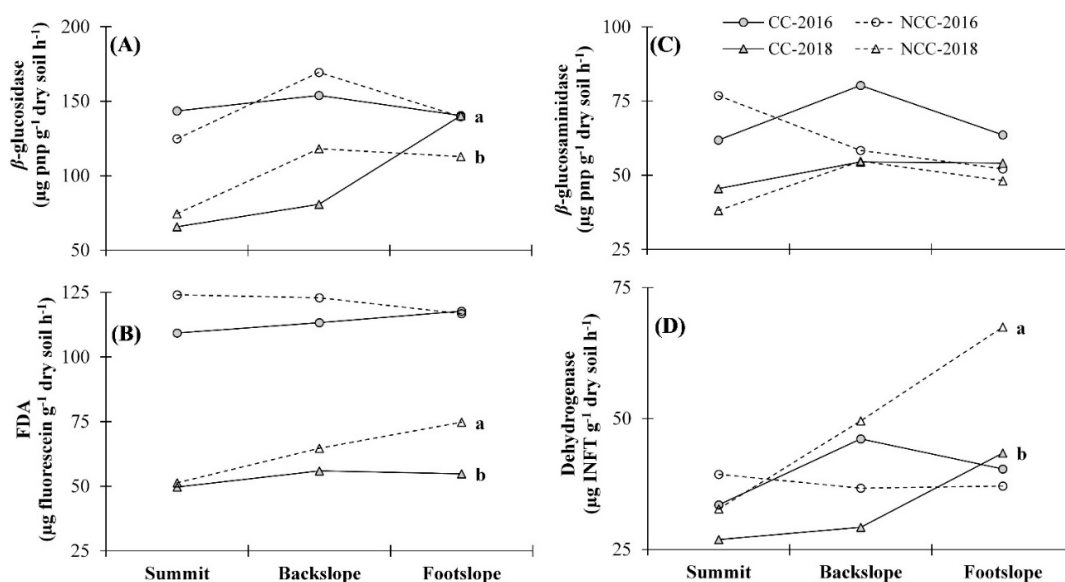 (A)
β-glucosidase
(µg pnp g⁻¹ dry soil h⁻¹)
200
150
100
50
a
b
(C)
β-glucosaminidase
(µg pnp g⁻¹ dry soil h⁻¹)
100
75
50
25
CC-2016
NCC-2016
CC-2018
NCC-2018
(B)
FDA
(µg fluorescein g⁻¹ dry soil h⁻¹)
125
100
75
50
25
a
b
Summit
Backslope
Footslope
(D)
Dehydrogenase
(µg INFT g⁻¹ dry soil h⁻¹)
75
50
25
a
b
Summit
Backslope
Footslope